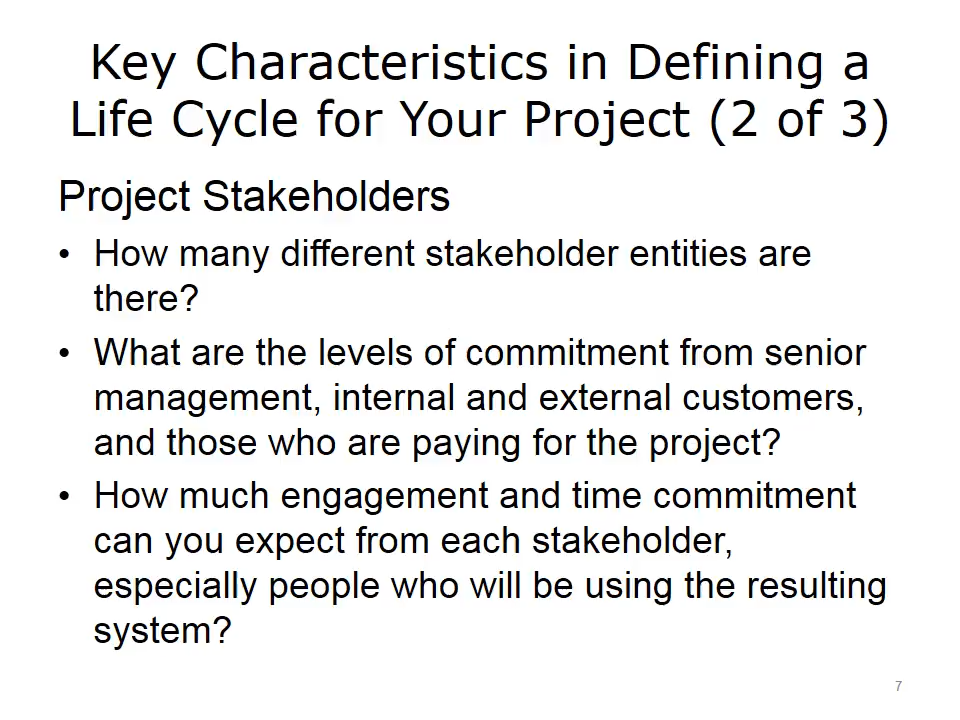 Key Characteristics in Defining a
Life Cycle for Your Project (2 of 3)
Project Stakeholders
• How many different stakeholder entities are
there?
• What are the levels of commitment from senior
management, internal and external customers,
and those who are paying for the project?
• How much engagement and time commitment
can you expect from each stakeholder,
especially people who will be using the resulting
system?
7